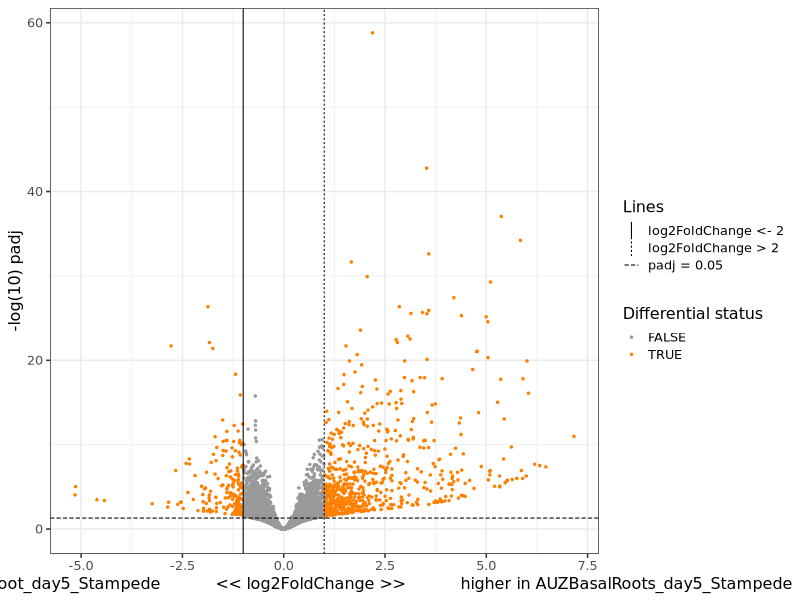 60
40
20
0
-log(10) padj
-5.0 -2.5 0.0 2.5 5.0 7.5
oot_day5_Stampede << log2FoldChange >> higher in AUZBasalRoots_day5_Stampede
Lines
log2FoldChange <- 2
log2FoldChange > 2
padj = 0.05
Differential status
FALSE
TRUE